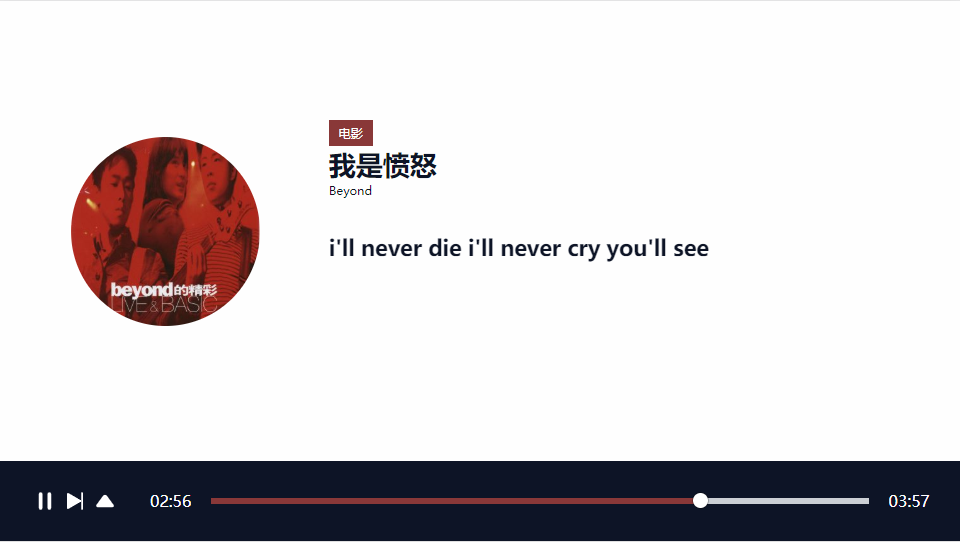 电影
我是愤怒
Beyond
i'll never die i'll never cry you'll see
beyond的精彩
LIVE & BASIC
02:56
03:57